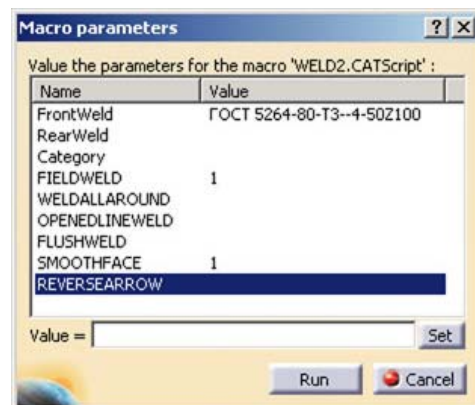 Macro parameters
Value the parameters for the macro 'WELD2.CATScript' :
Name Value
FrontWeld ГОСТ 5264-80-Т3--4-50Z100
RearWeld
Category
FIELDWELD 1
WELDALLAROUND
OPENEDLINEWELD
FLUSHWELD
SMOOTHFACE 1
REVERSEARROW
Value = Set
Run Cancel